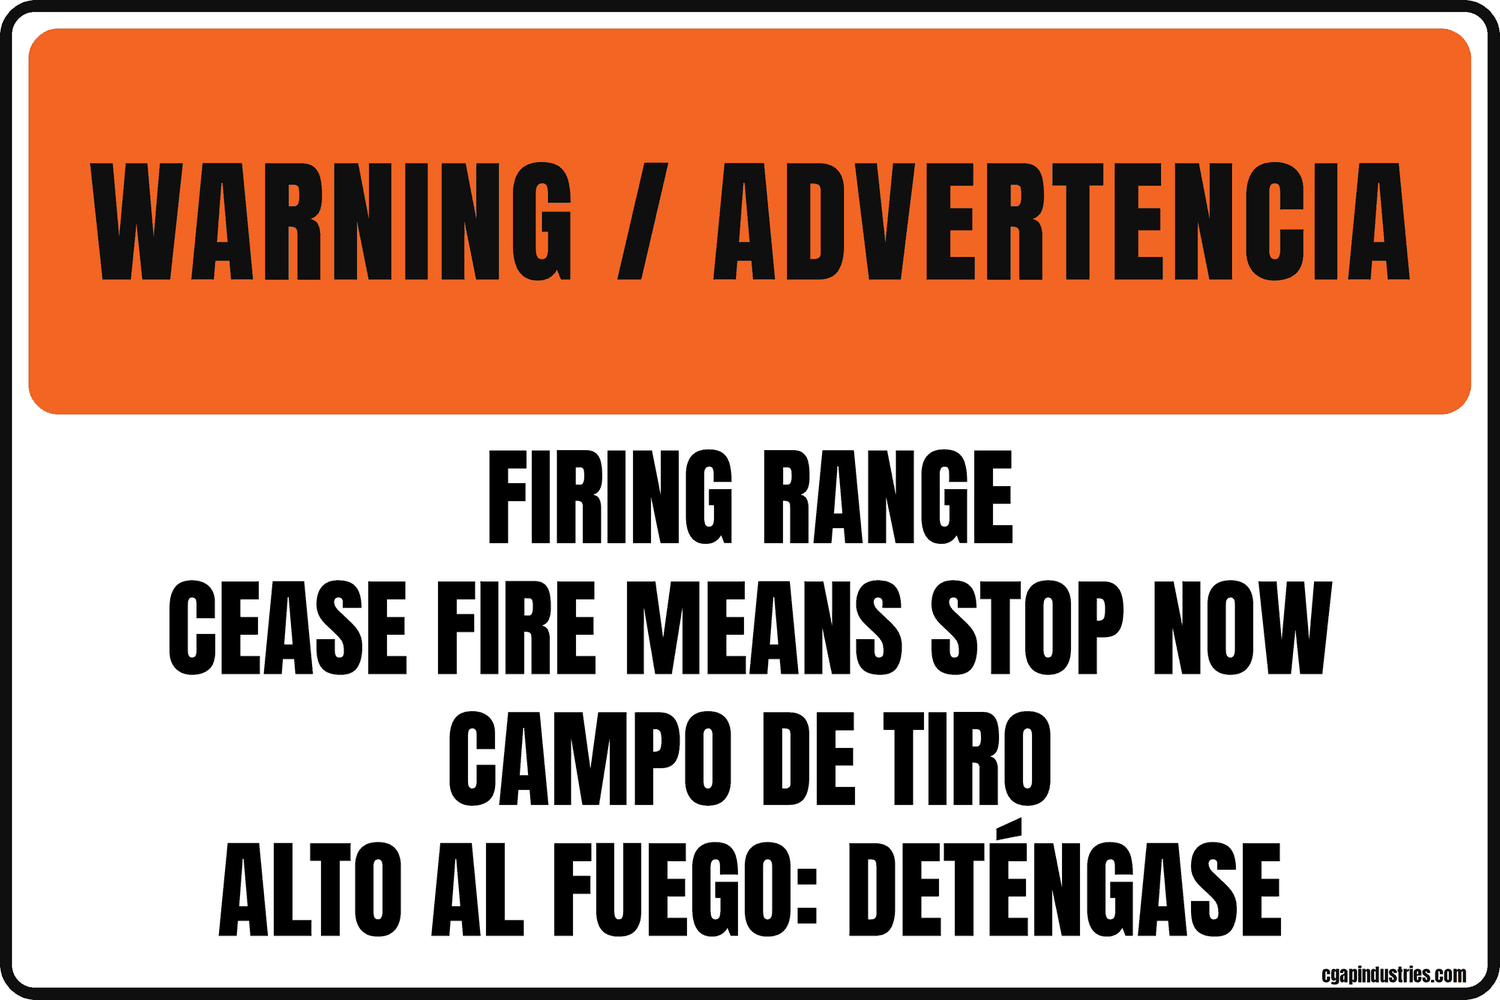 WARNING / ADVERTENCIA
FIRING RANGE
CEASE FIRE MEANS STOP NOW
CAMPO DE TIRO
ALTO AL FUEGO: DETÉNGASE
cgapindustries.com